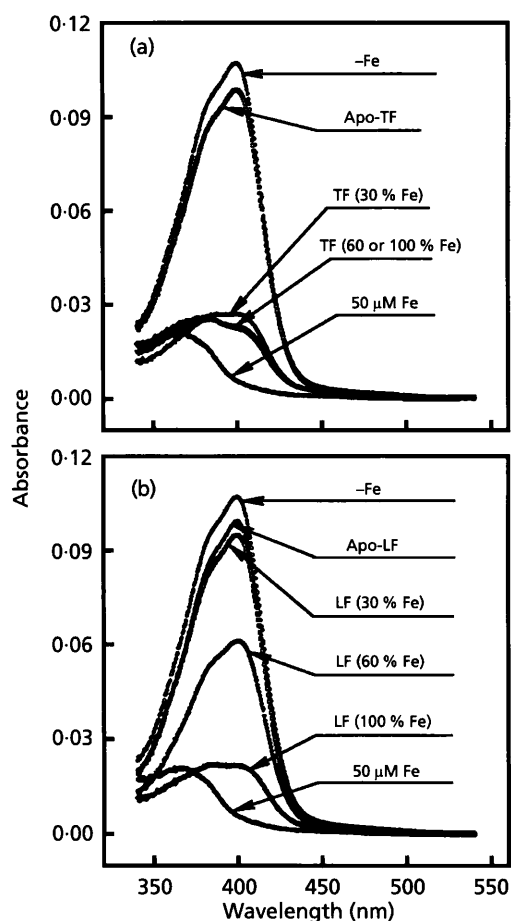 Absorbance
(a)
0·12
0·09
0·06
0·03
0·00
–Fe
Apo-TF
TF (30 % Fe)
TF (60 or 100 % Fe)
50 μM Fe
(b)
0·12
0·09
0·06
0·03
0·00
–Fe
Apo-LF
LF (30 % Fe)
LF (60 % Fe)
LF (100 % Fe)
50 μM Fe
350 400 450 500 550
Wavelength (nm)